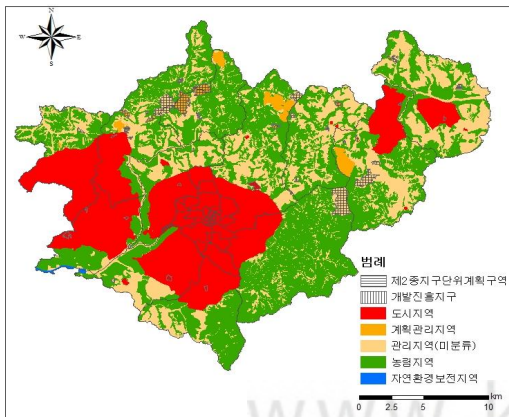 N
W E
S
범례
제2종지구단위계획구역
개발진흥지구
도시지역
계획관리지역
관리지역(미분류)
농림지역
자연환경보전지역
km
0 2.5 5 10